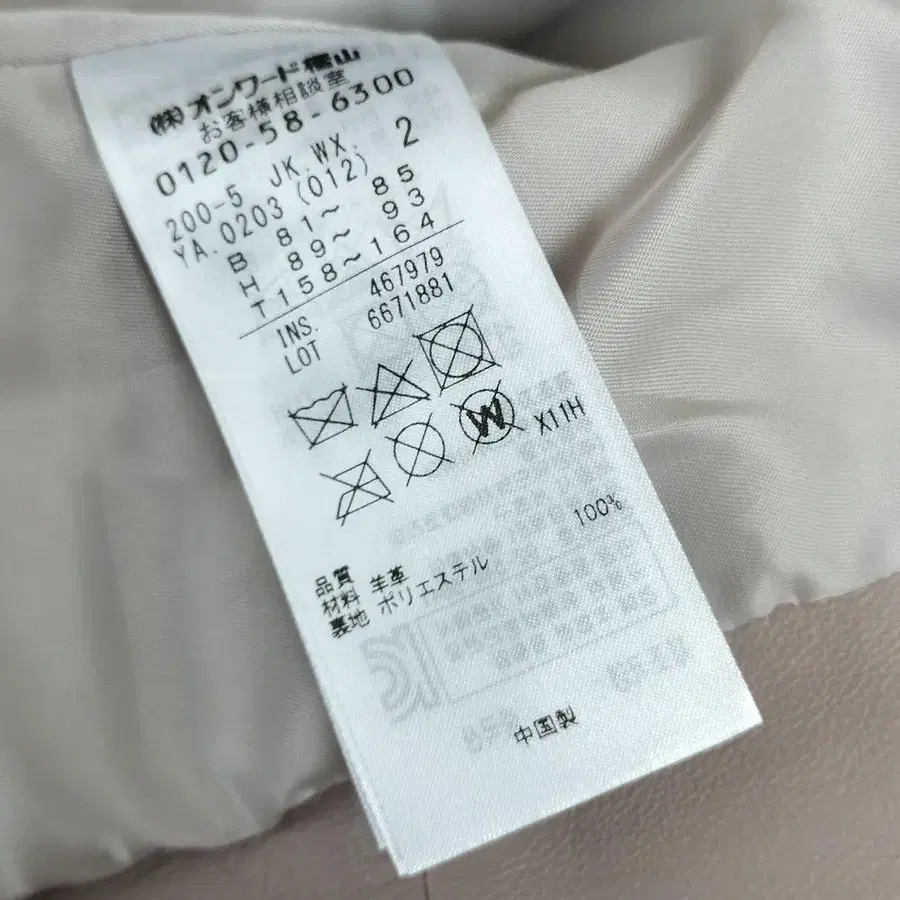 ㈱オンワード樫山
お客様相談室
0120-58-6300
200-5 JK.WX. 2
YA.0203 (012)
B 81～ 85
H 89～ 93
T158～164
INS. 467979
LOT 6671881
W X11H
品質
材料 羊革
裏地 ポリエステル 100%
中国製